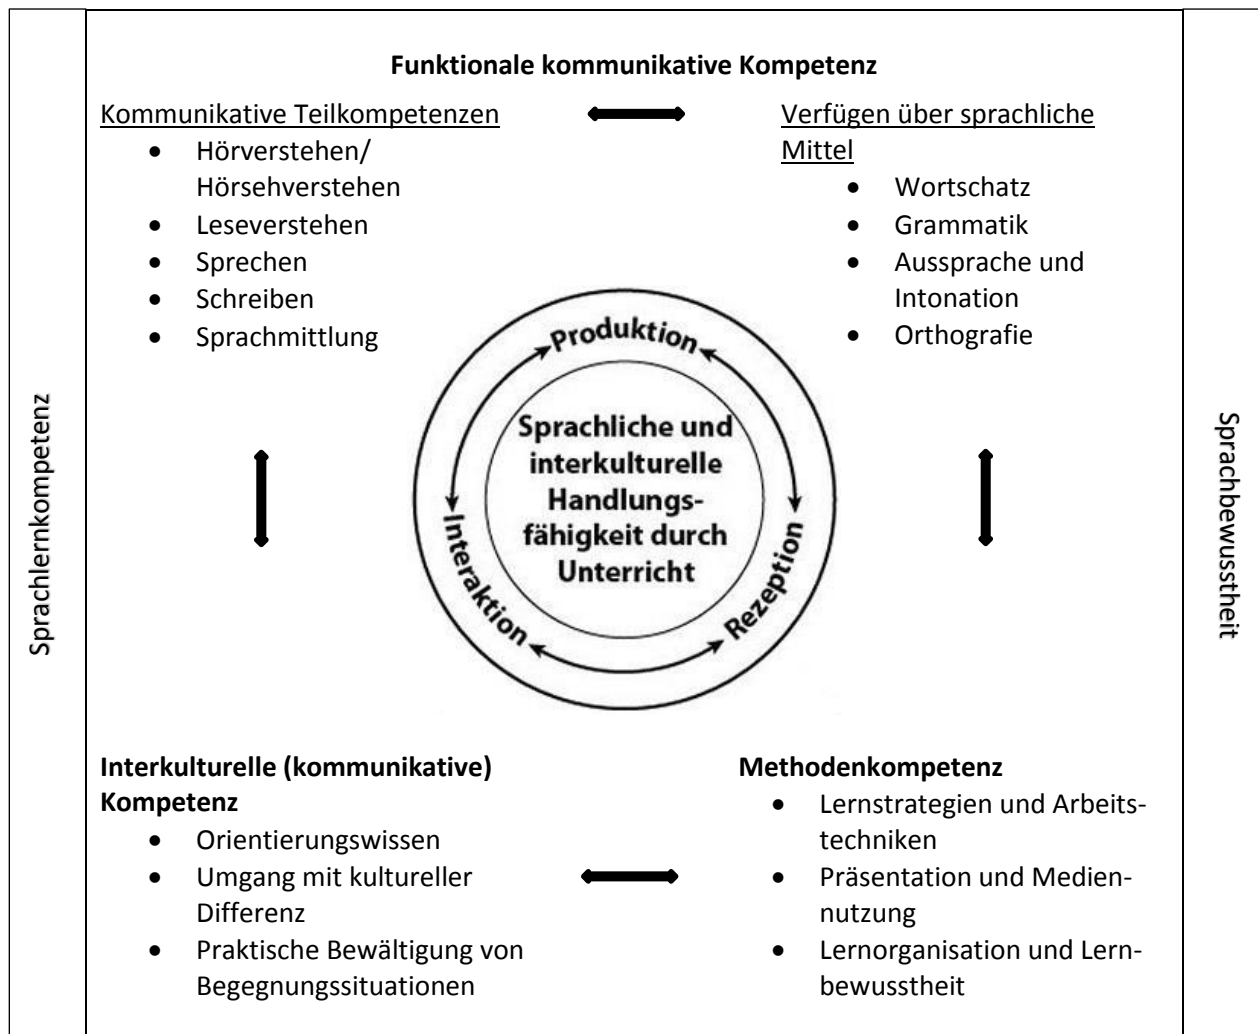 Funktionale kommunikative Kompetenz
Kommunikative Teilkompetenzen
Hörverstehen/
Hörsehverstehen
Leseverstehen
Sprechen
Schreiben
Sprachmittlung
Verfügen über sprachliche
Mittel
Wortschatz
Grammatik
Aussprache und
Intonation
Orthografie
Sprachlernkompetenz
Produktion
Interaktion
Rezeption
Sprachliche und
interkulturelle
Handlungs-
fähigkeit durch
Unterricht
Sprachbewusstheit
Interkulturelle (kommunikative)
Kompetenz
Orientierungswissen
Umgang mit kultureller
Differenz
Praktische Bewältigung von
Begegnungssituationen
Methodenkompetenz
Lernstrategien und Arbeits-
techniken
Präsentation und Medien-
nutzung
Lernorganisation und Lern-
bewusstheit